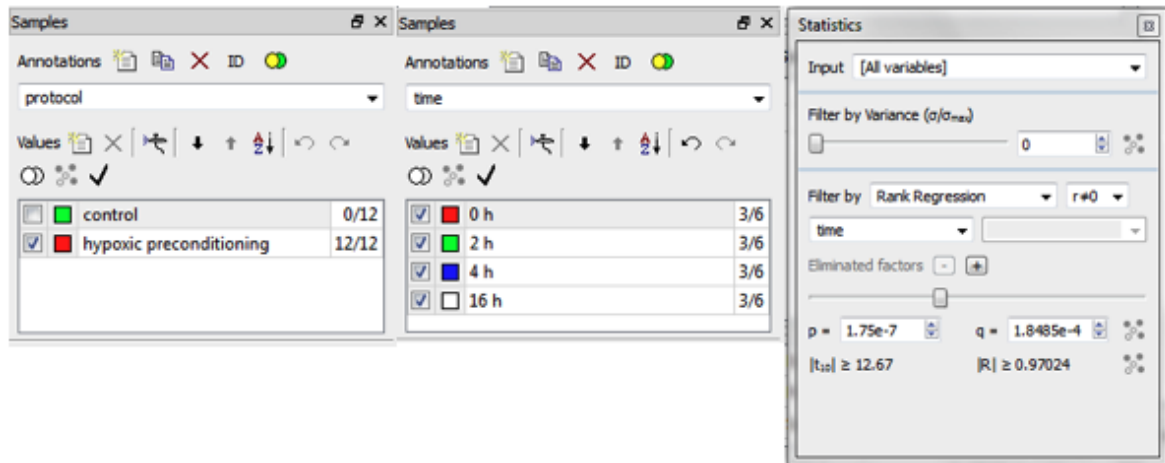 Samples
Annotations ID
protocol
Values
control 0/12
hypoxic preconditioning 12/12
Samples
Annotations ID
time
Values
0 h 3/6
2 h 3/6
4 h 3/6
16 h 3/6
Statistics
Input [All variables]
Filter by Variance (σ/σmax)
0
Filter by Rank Regression r≠0
time
Eliminated factors - +
p = 1.75e-7 q = 1.8485e-4
|t₁₀| ≥ 12.67 |R| ≥ 0.97024